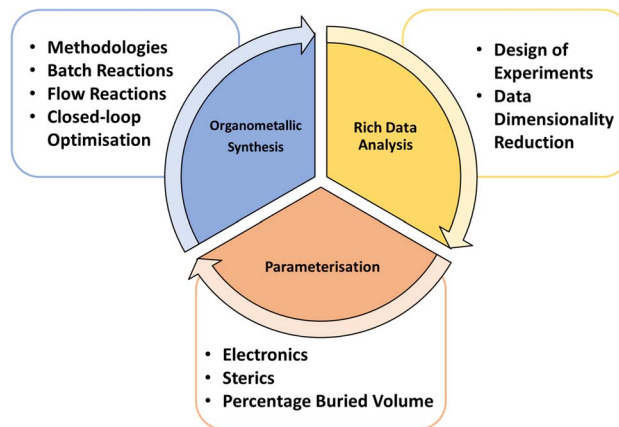 • Methodologies
• Batch Reactions
• Flow Reactions
• Closed-loop
Optimisation
Organometallic
Synthesis
Rich Data
Analysis
• Design of
Experiments
• Data
Dimensionality
Reduction
Parameterisation
• Electronics
• Sterics
• Percentage Buried Volume